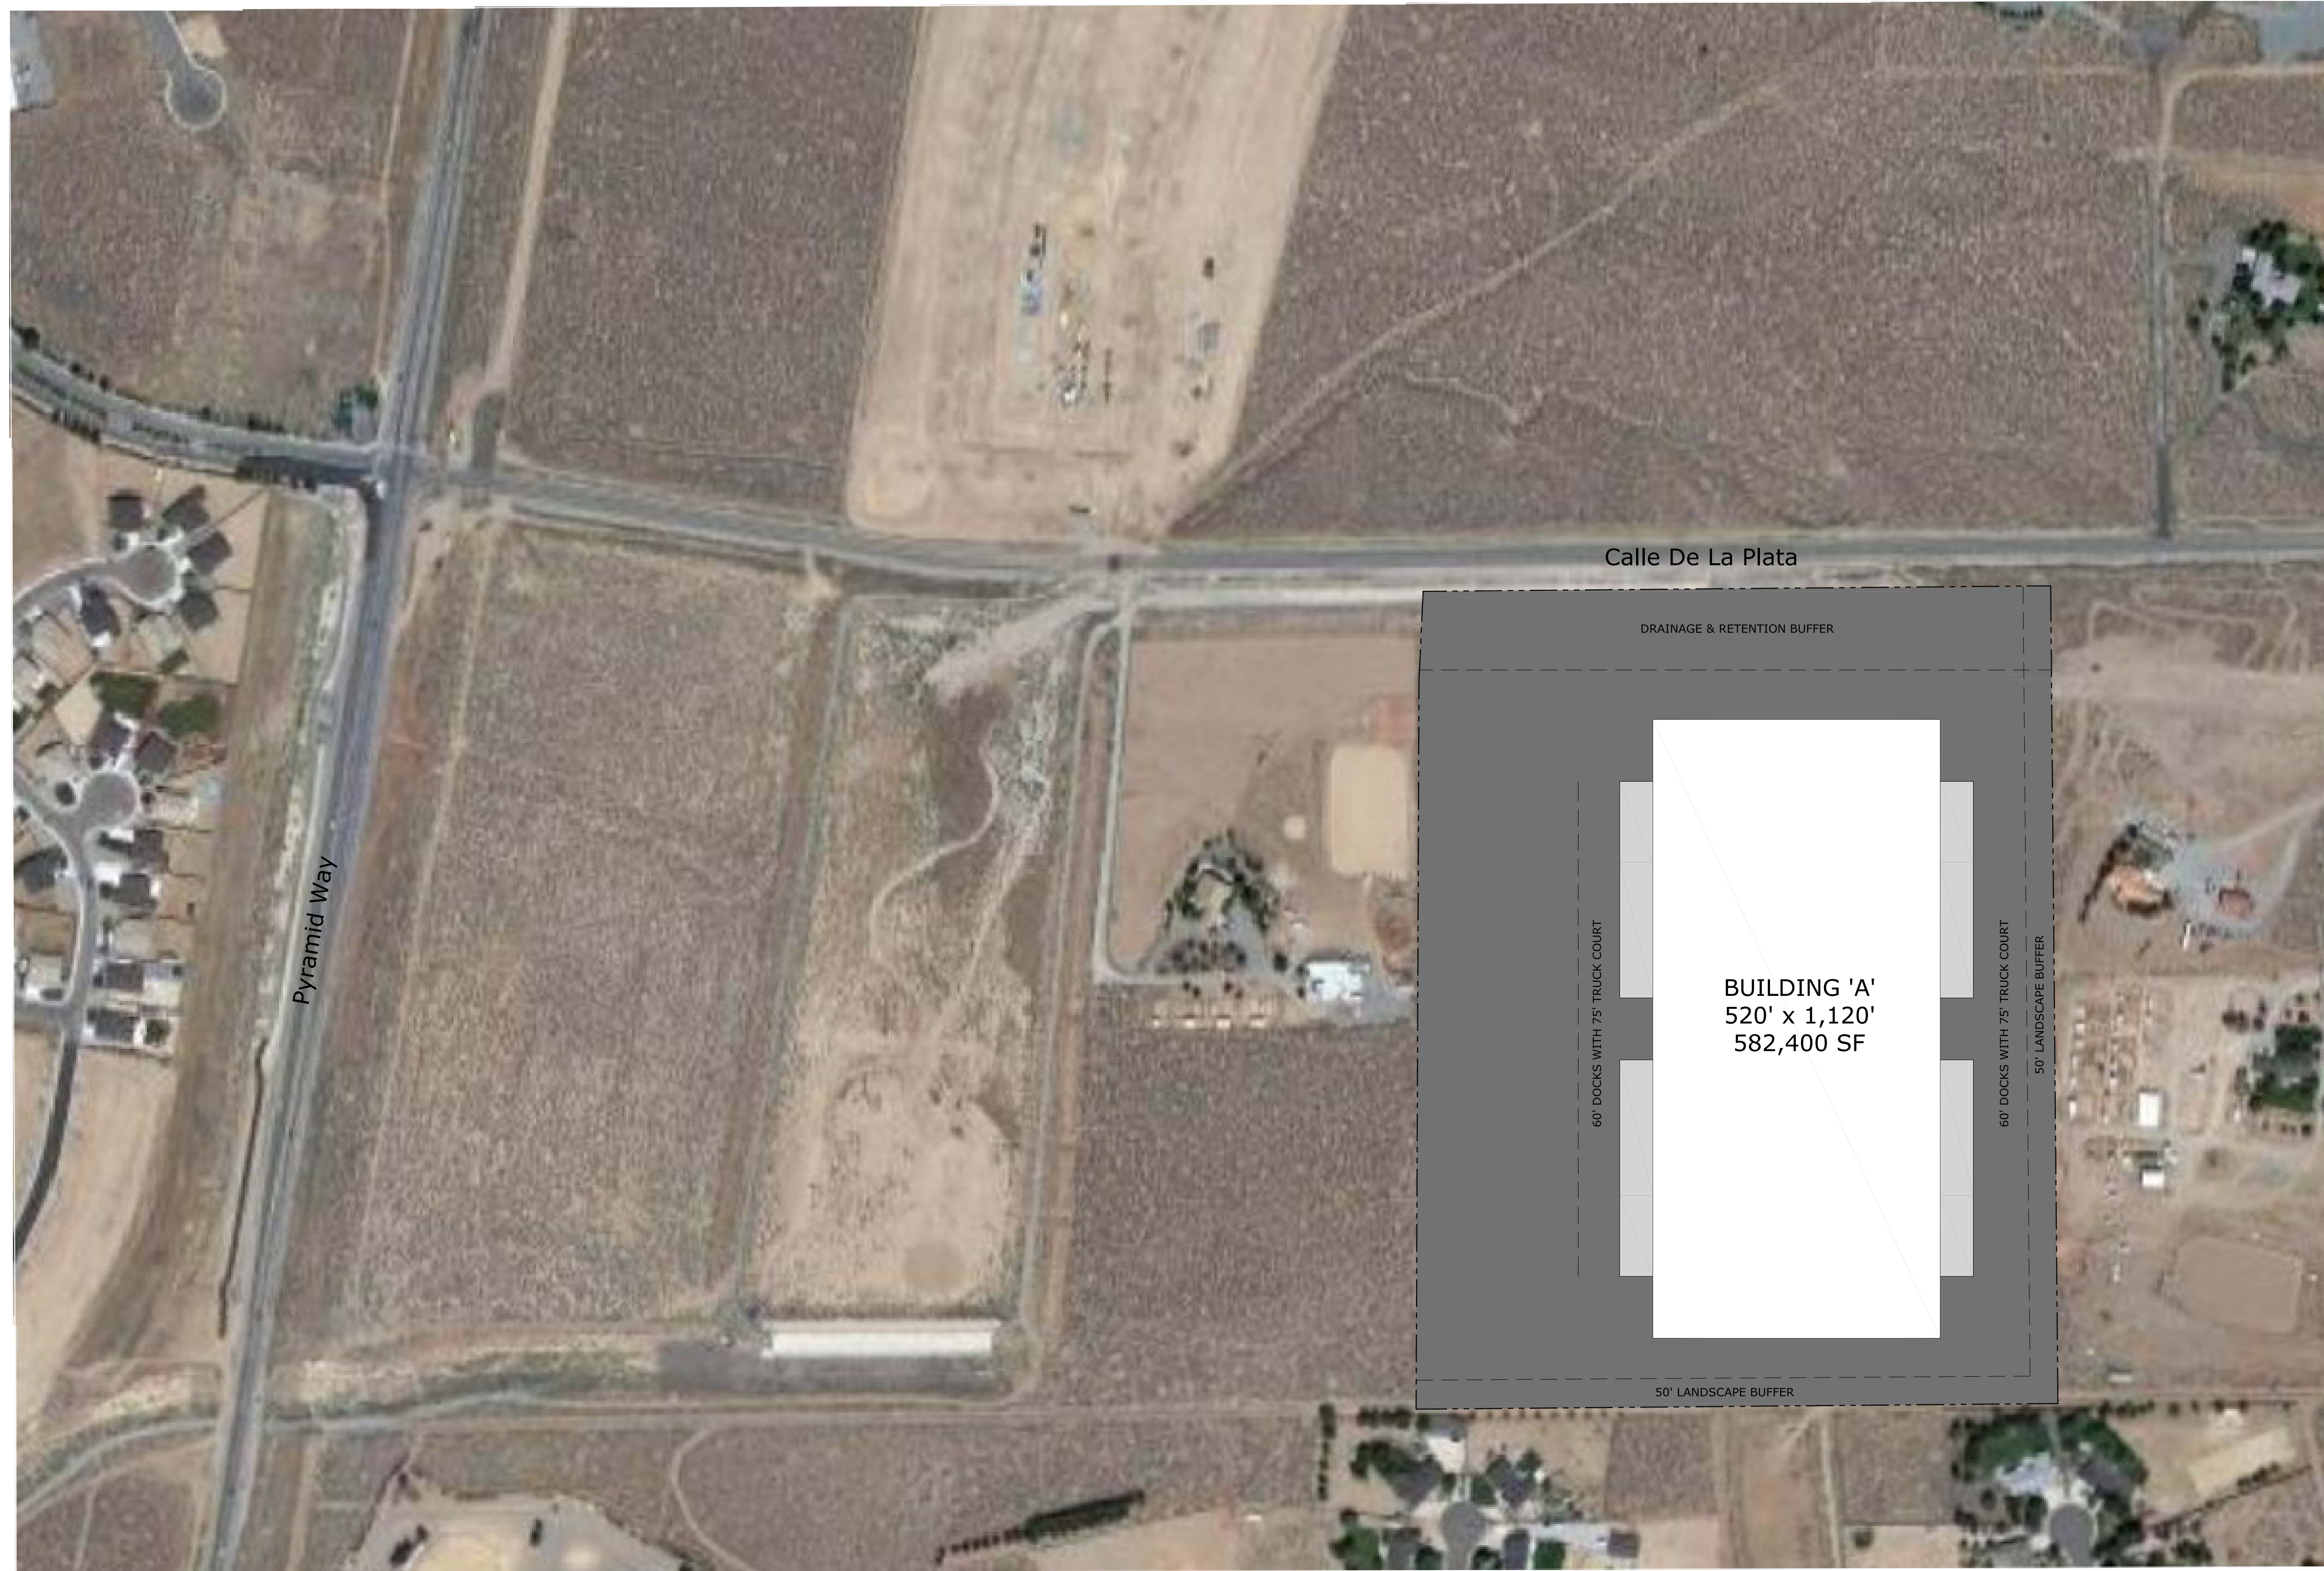 Calle De La Plata
DRAINAGE & RETENTION BUFFER
Pyramid Way
60' DOCKS WITH 75' TRUCK COURT
BUILDING 'A'
520' x 1,120'
582,400 SF
60' DOCKS WITH 75' TRUCK COURT
50' LANDSCAPE BUFFER
50' LANDSCAPE BUFFER